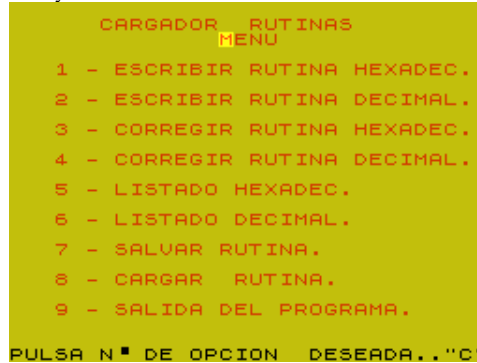 CARGADOR RUTINAS
MENU
1 - ESCRIBIR RUTINA HEXADEC.
2 - ESCRIBIR RUTINA DECIMAL.
3 - CORREGIR RUTINA HEXADEC.
4 - CORREGIR RUTINA DECIMAL.
5 - LISTADO HEXADEC.
6 - LISTADO DECIMAL.
7 - SALVAR RUTINA.
8 - CARGAR RUTINA.
9 - SALIDA DEL PROGRAMA.
PULSA N▝ DE OPCION DESEADA.."C"